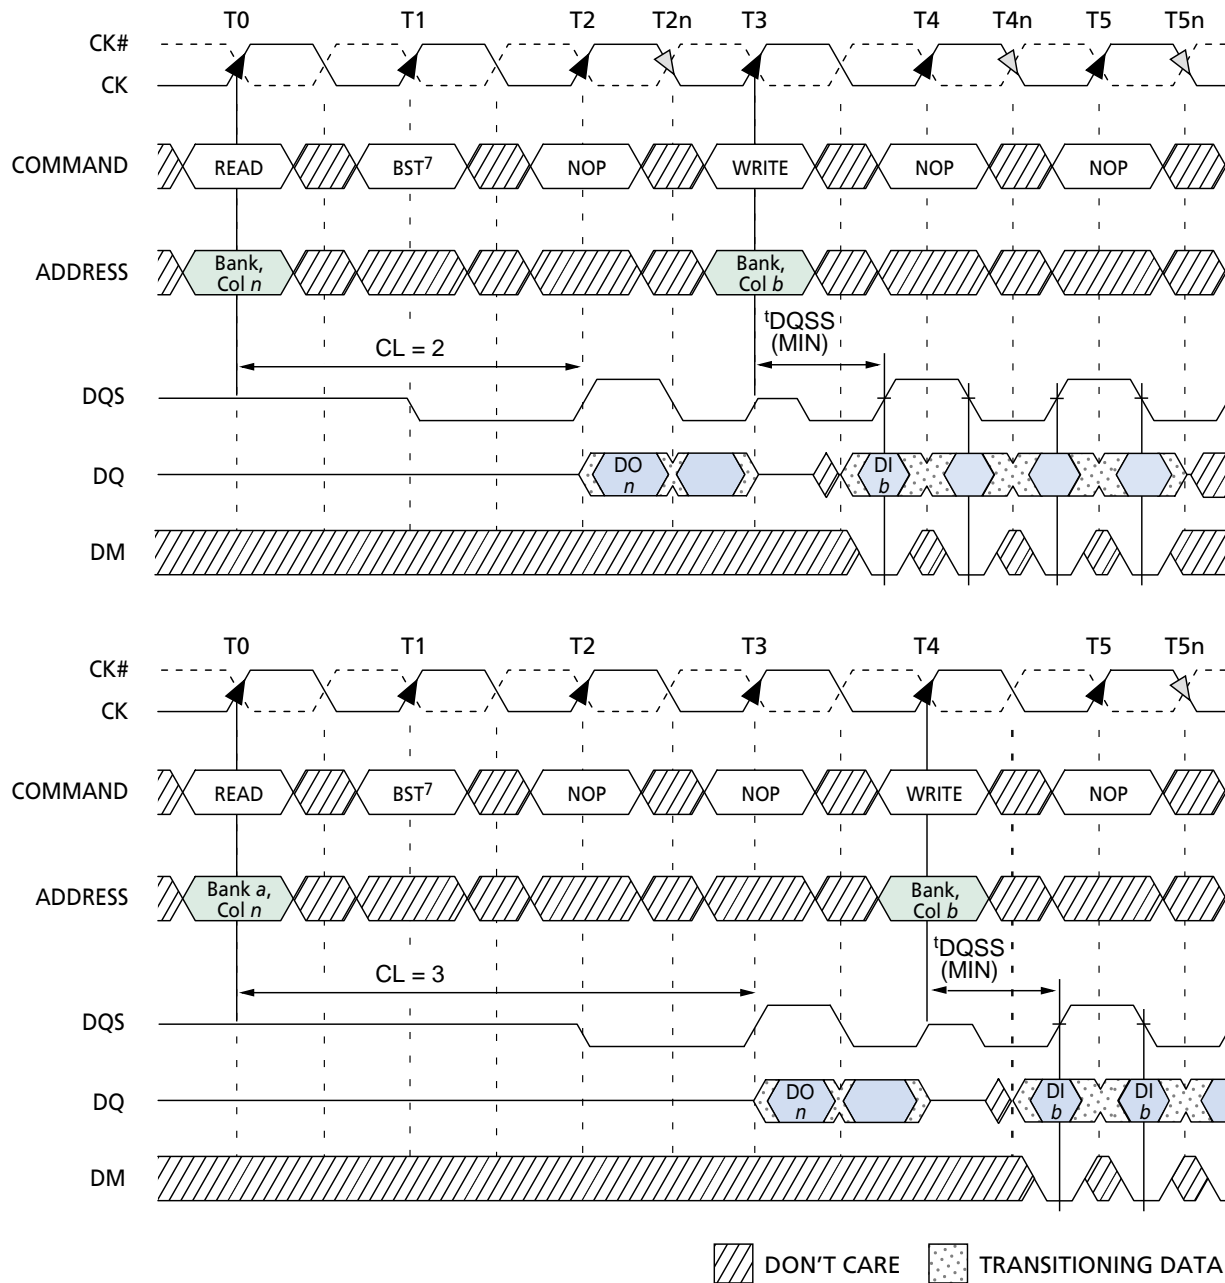 T0 T1 T2 T2n T3 T4 T4n T5 T5n
CK#
CK
COMMAND READ BST7 NOP WRITE NOP NOP
ADDRESS Bank, Col n Bank, Col b
tDQSS (MIN)
CL = 2
DQS
DQ DO n DI b
DM
T0 T1 T2 T3 T4 T5 T5n
CK#
CK
COMMAND READ BST7 NOP NOP WRITE NOP
ADDRESS Bank a, Col n Bank, Col b
tDQSS (MIN)
CL = 3
DQS
DQ DO n DI b DI b
DM
DON'T CARE TRANSITIONING DATA